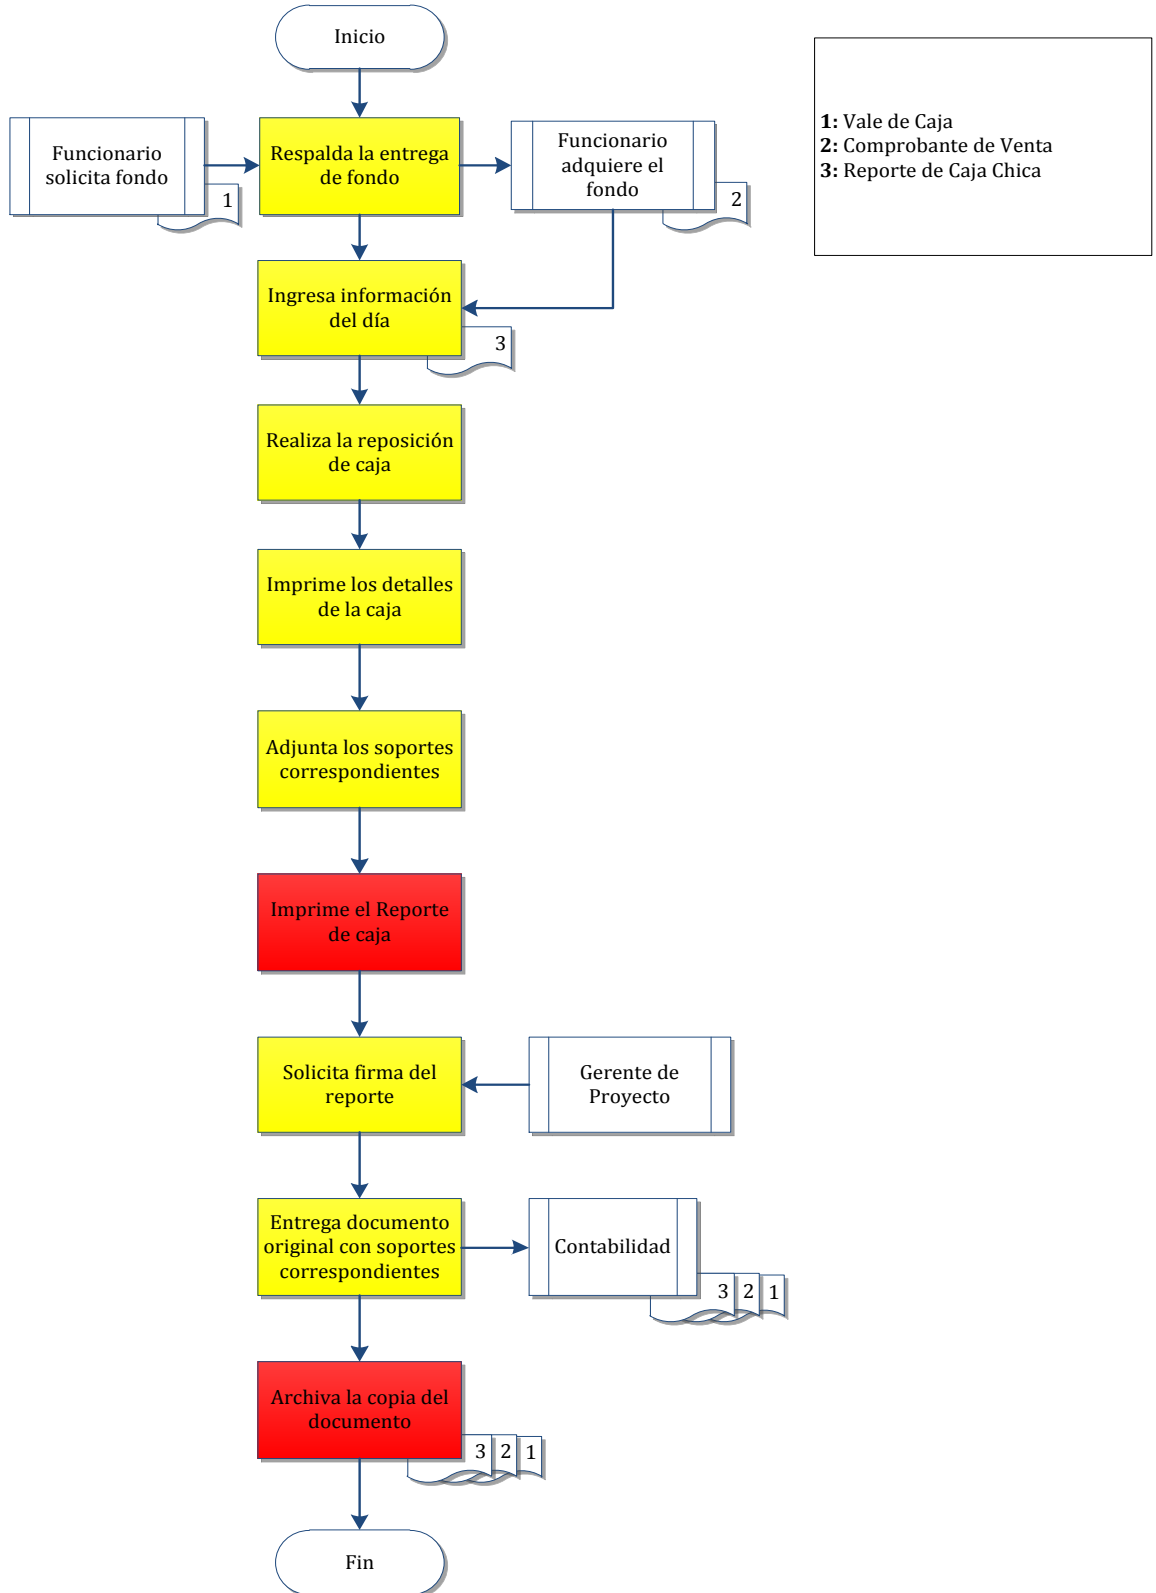 Inicio
1: Vale de Caja
2: Comprobante de Venta
3: Reporte de Caja Chica
Funcionario
solicita fondo
1
Respalda la entrega
de fondo
Funcionario
adquiere el
fondo
2
Ingresa información
del día
3
Realiza la reposición
de caja
Imprime los detalles
de la caja
Adjunta los soportes
correspondientes
Imprime el Reporte
de caja
Solicita firma del
reporte
Gerente de
Proyecto
Entrega documento
original con soportes
correspondientes
Contabilidad
3 2 1
Archiva la copia del
documento
3 2 1
Fin